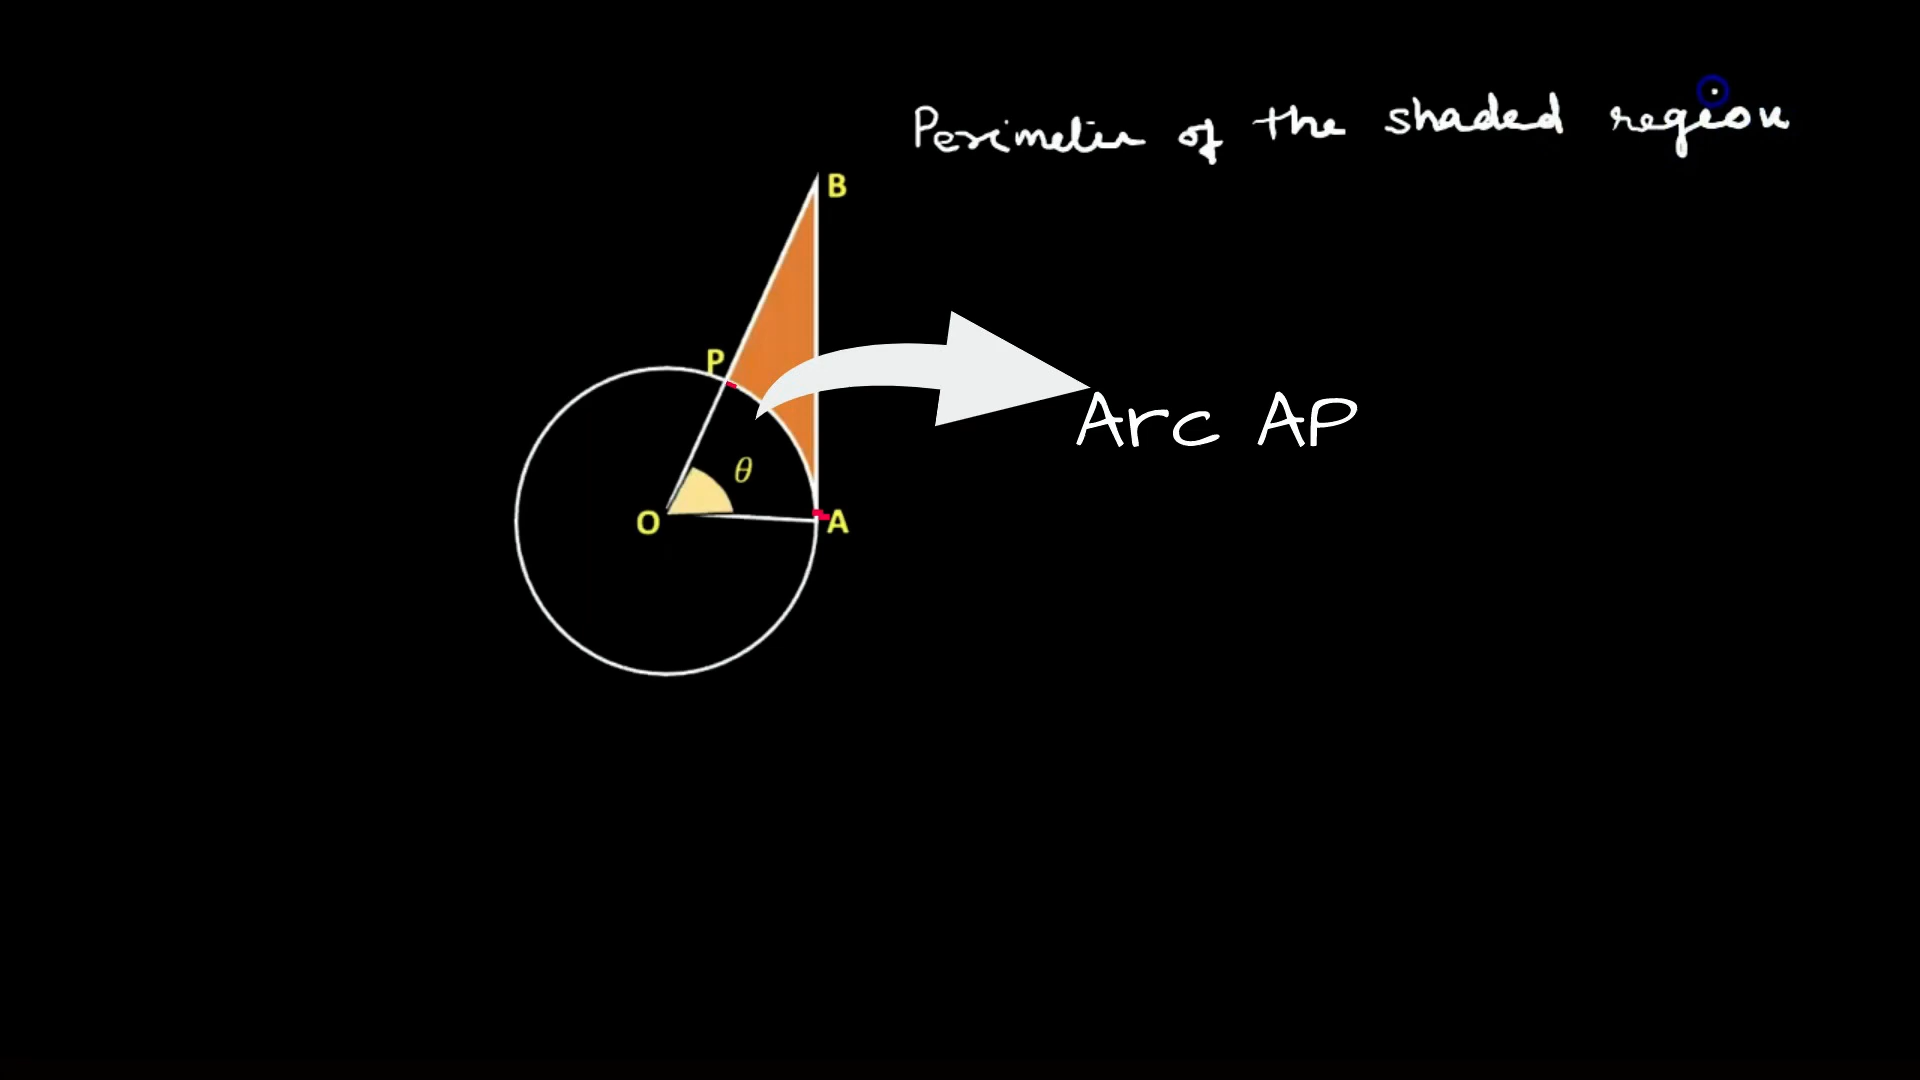 Perimeter of the shaded region
B
P
Arc AP
θ
O
A